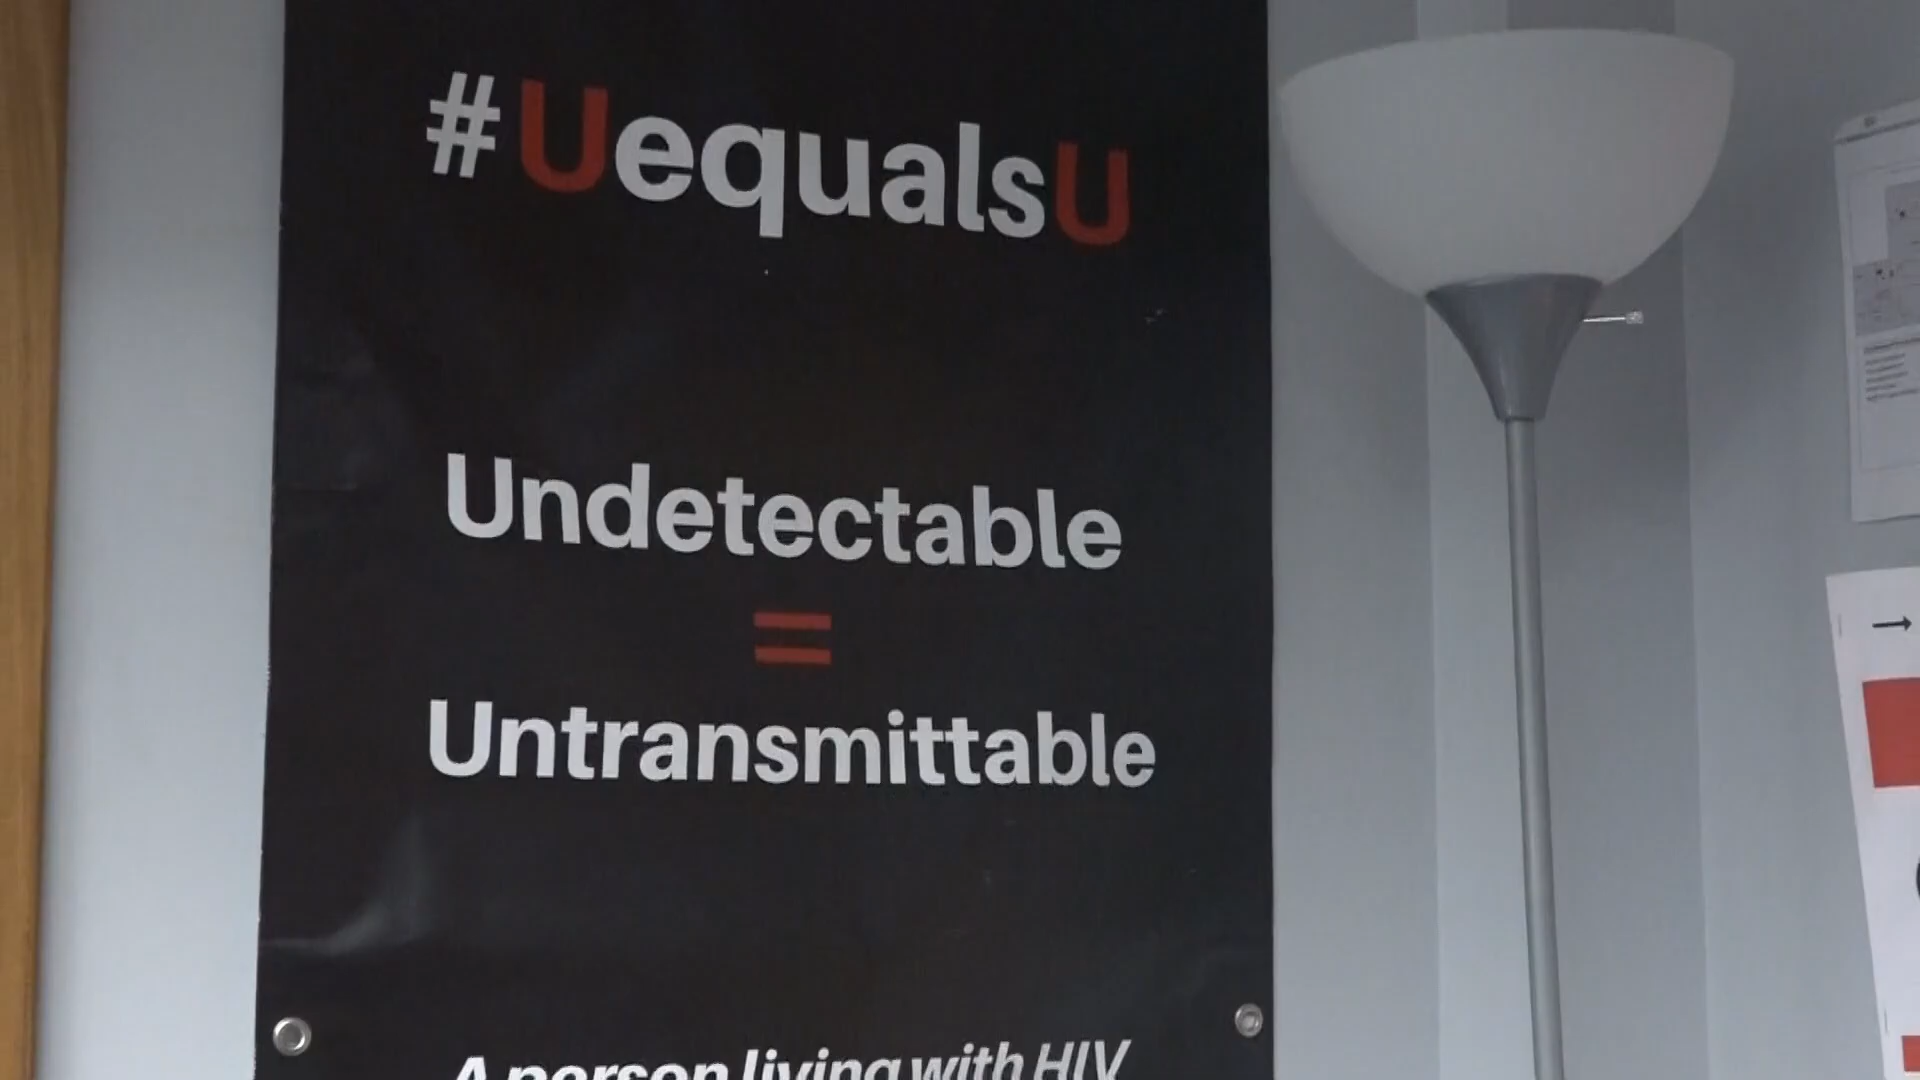 #UequalsU
Undetectable
=
Untransmittable
A person living with HIV